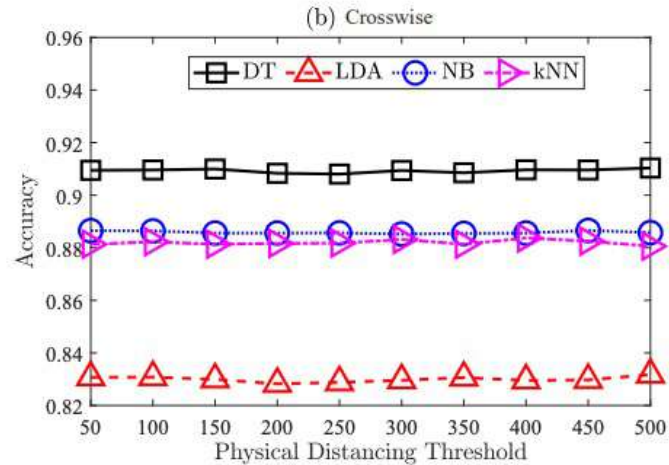 (b) Crosswise
0.96
0.94
0.92
0.9
0.88
0.86
0.84
0.82
Accuracy
DT LDA NB kNN
50 100 150 200 250 300 350 400 450 500
Physical Distancing Threshold